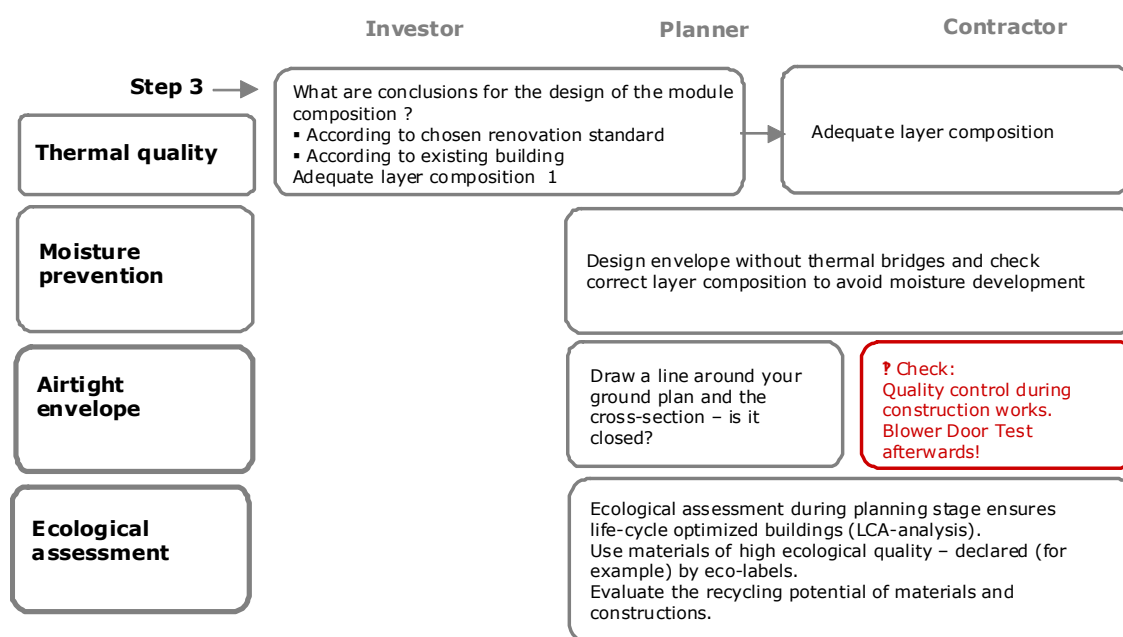 Investor
Planner
Contractor
Step 3
What are conclusions for the design of the module
composition ?
▪ According to chosen renovation standard
▪ According to existing building
Adequate layer composition 1
Adequate layer composition
Thermal quality
Moisture
prevention
Design envelope without thermal bridges and check
correct layer composition to avoid moisture development
Airtight
envelope
Draw a line around your
ground plan and the
cross-section – is it
closed?
‽ Check:
Quality control during
construction works.
Blower Door Test
afterwards!
Ecological
assessment
Ecological assessment during planning stage ensures
life-cycle optimized buildings (LCA-analysis).
Use materials of high ecological quality – declared (for
example) by eco-labels.
Evaluate the recycling potential of materials and
constructions.